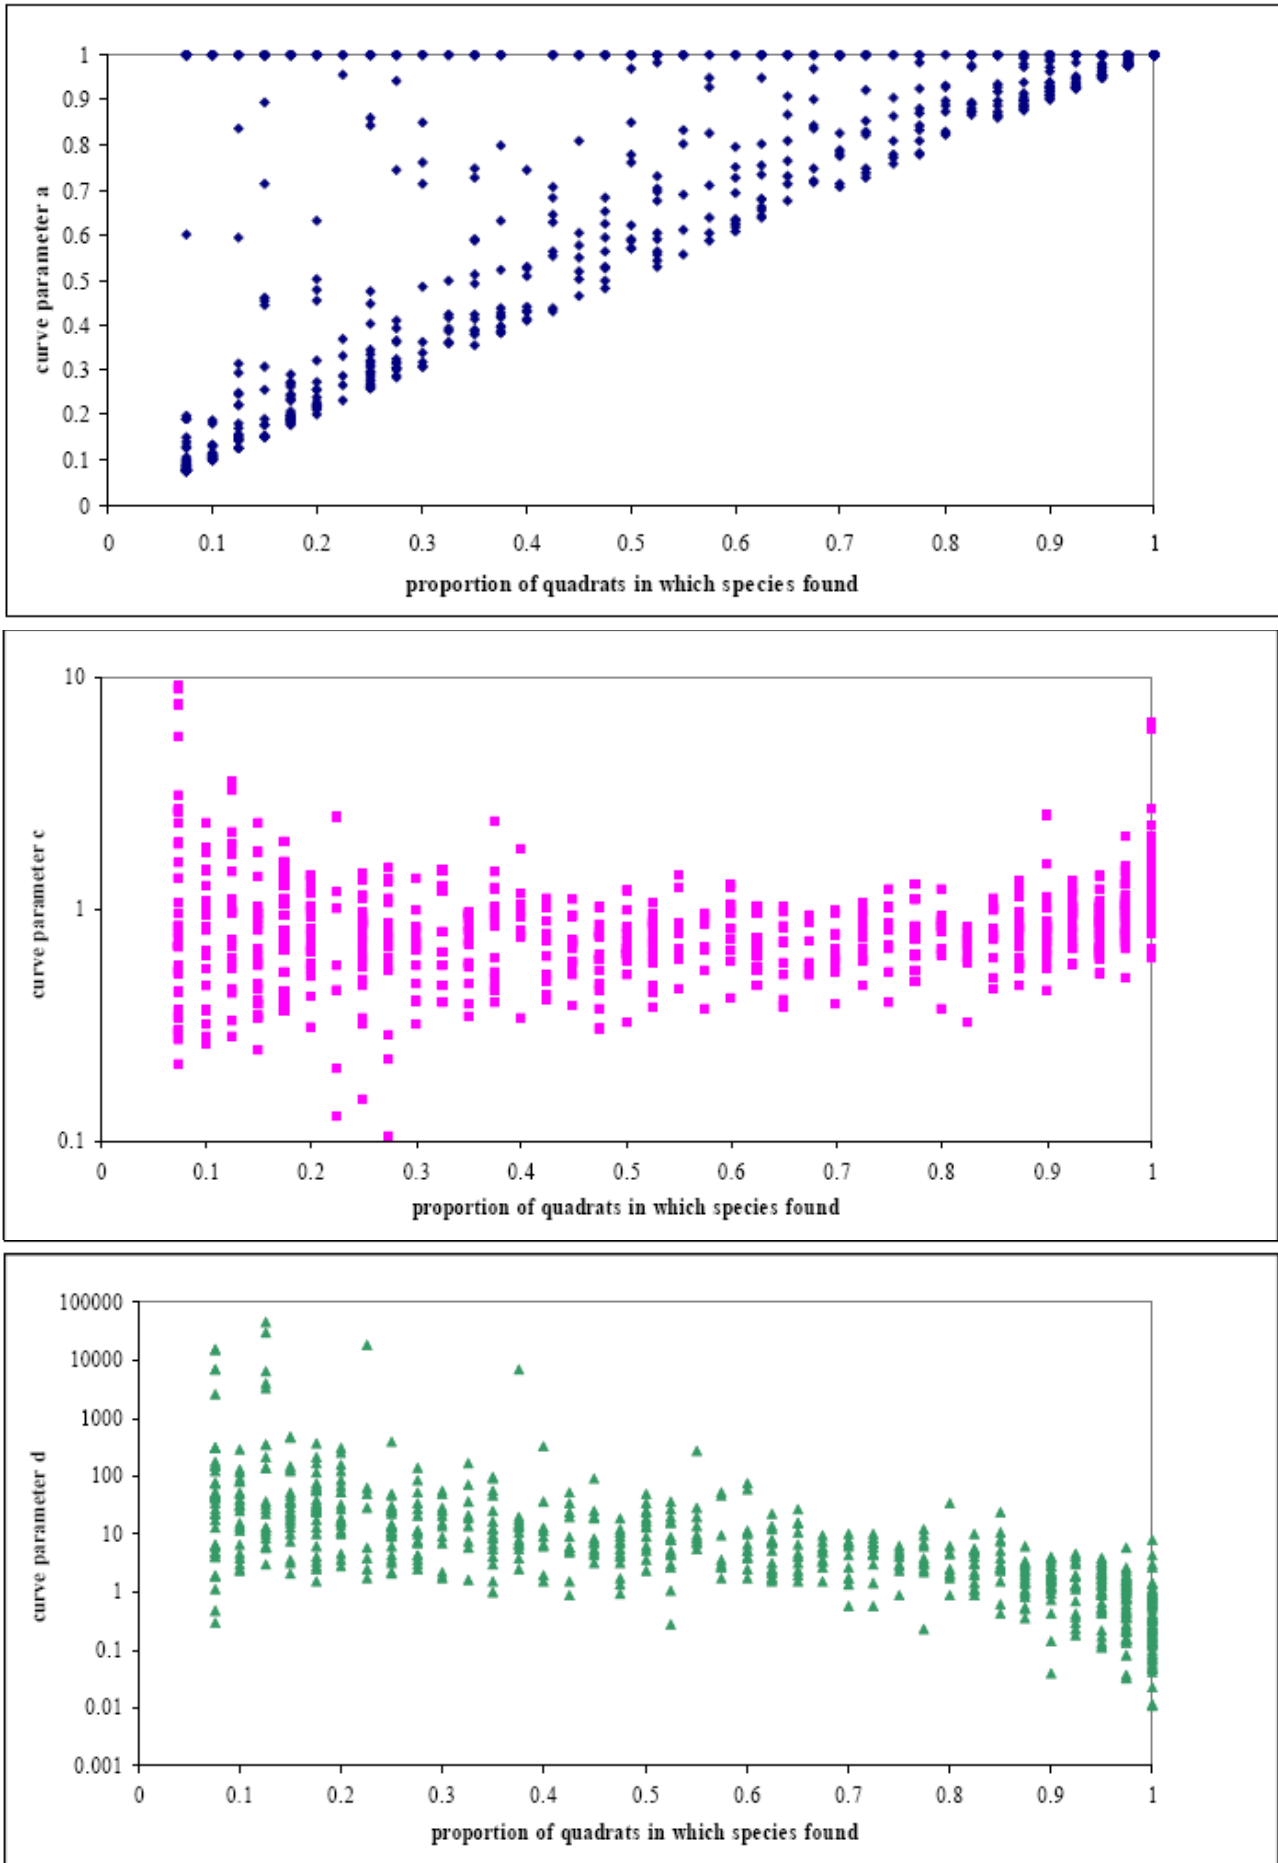 curve parameter a
1
0.9
0.8
0.7
0.6
0.5
0.4
0.3
0.2
0.1
0
0 0.1 0.2 0.3 0.4 0.5 0.6 0.7 0.8 0.9 1
proportion of quadrats in which species found
curve parameter c
10
1
0.1
0 0.1 0.2 0.3 0.4 0.5 0.6 0.7 0.8 0.9 1
proportion of quadrats in which species found
curve parameter d
100000
10000
1000
100
10
1
0.1
0.01
0.001
0 0.1 0.2 0.3 0.4 0.5 0.6 0.7 0.8 0.9 1
proportion of quadrats in which species found